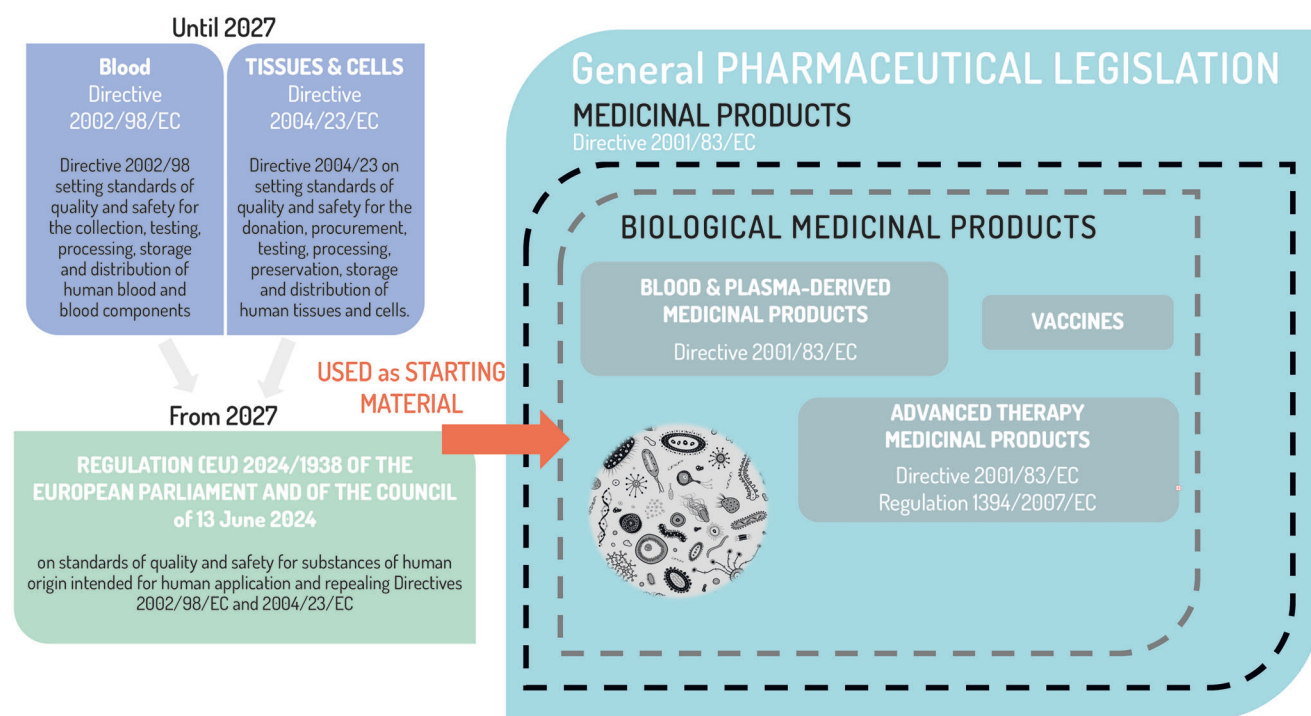 Until 2027
Blood
Directive
2002/98/EC
Directive 2002/98
setting standards of
quality and safety for
the collection, testing,
processing, storage
and distribution of
human blood and
blood components
TISSUES & CELLS
Directive
2004/23/EC
Directive 2004/23 on
setting standards of
quality and safety for the
donation, procurement,
testing, processing,
preservation, storage
and distribution of
human tissues and cells.
From 2027
REGULATION (EU) 2024/1938 OF THE
EUROPEAN PARLIAMENT AND OF THE COUNCIL
of 13 June 2024
on standards of quality and safety for substances of human
origin intended for human application and repealing Directives
2002/98/EC and 2004/23/EC
USED as STARTING
MATERIAL
General PHARMACEUTICAL LEGISLATION
MEDICINAL PRODUCTS
Directive 2001/83/EC
BIOLOGICAL MEDICINAL PRODUCTS
BLOOD & PLASMA-DERIVED
MEDICINAL PRODUCTS
Directive 2001/83/EC
VACCINES
ADVANCED THERAPY
MEDICINAL PRODUCTS
Directive 2001/83/EC
Regulation 1394/2007/EC